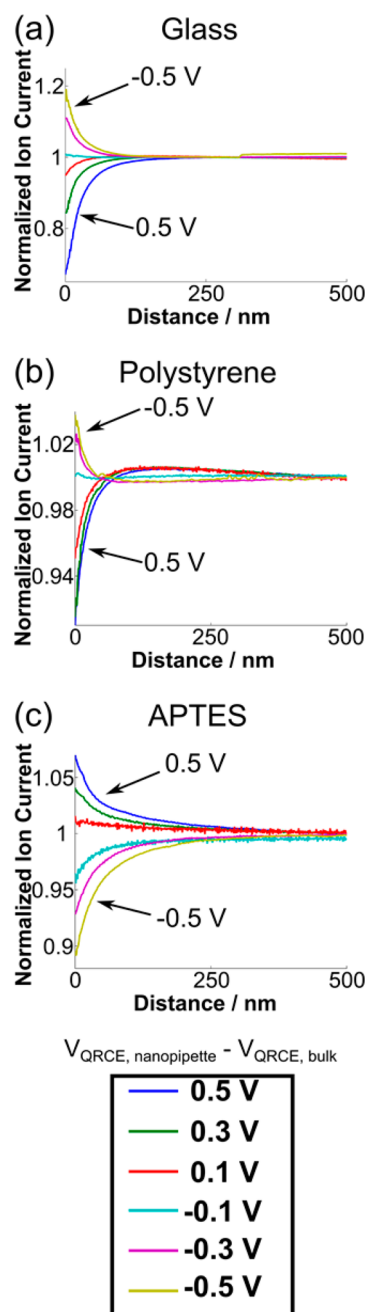 (a) Glass
Normalized Ion Current
1.2
1
0.8
-0.5 V
0.5 V
0 250 500
Distance / nm
(b) Polystyrene
Normalized Ion Current
1.02
0.98
0.94
-0.5 V
0.5 V
0 250 500
Distance / nm
(c) APTES
Normalized Ion Current
1.05
1
0.95
0.9
0.5 V
-0.5 V
0 250 500
Distance / nm
V QRCE, nanopipette - V QRCE, bulk
0.5 V
0.3 V
0.1 V
-0.1 V
-0.3 V
-0.5 V